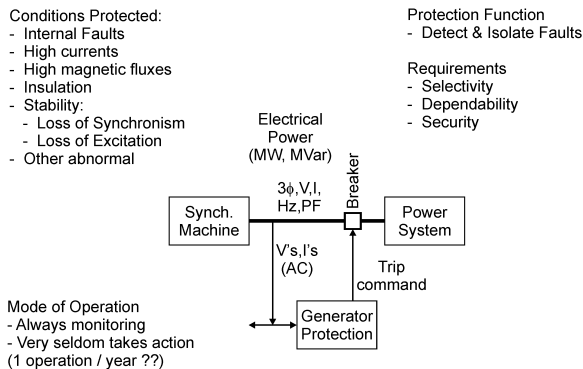 Conditions Protected:
- Internal Faults
- High currents
- High magnetic fluxes
- Insulation
- Stability:
- Loss of Synchronism
- Loss of Excitation
- Other abnormal
Protection Function
- Detect & Isolate Faults
Requirements
- Selectivity
- Dependability
- Security
Electrical
Power
(MW, MVar)
3ϕ,V,I,
Hz,PF
Breaker
Synch.
Machine
Power
System
V's,I's
(AC)
Trip
command
Generator
Protection
Mode of Operation
- Always monitoring
- Very seldom takes action
(1 operation / year ??)